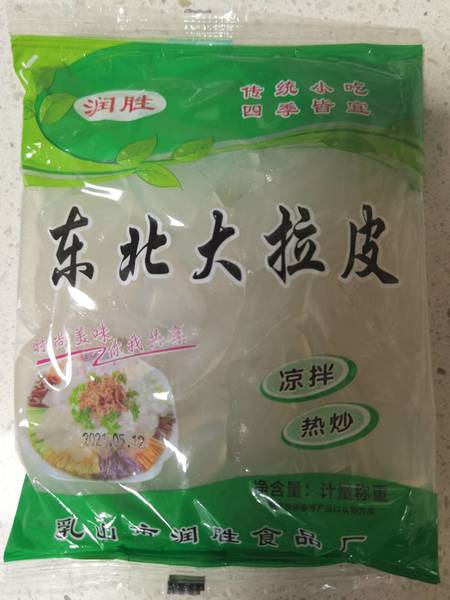 润胜
传统小吃
四季皆宜
东北大拉皮
时尚美味
你我共享
凉拌
热炒
2021.05.12
净含量：计量称重
乳山市润胜食品厂